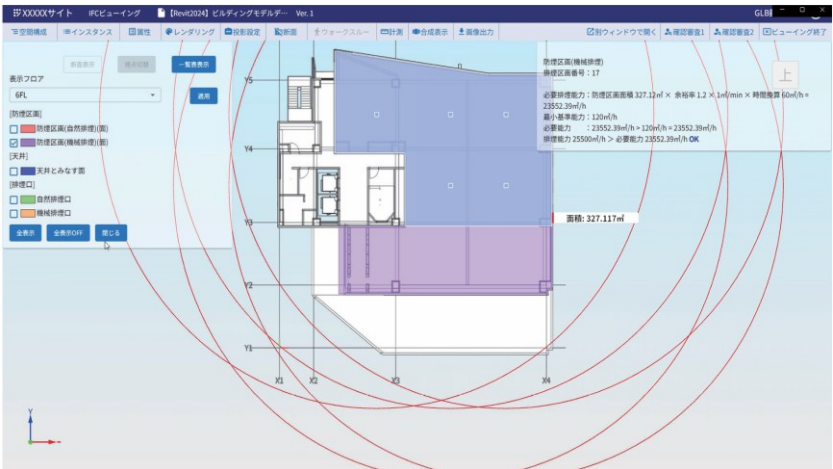 XXXXXサイト IFCビューイング 【Revit2024】ビルディングモデルデ… Ver. 1
空間構成 インスタンス 属性 レンダリング 投影設定 断面 ウォークスルー 計測 合成表示 画像出力 別ウィンドウで開く 確認審査1 確認審査2 ビューイング終了
一覧表表示
表示フロア
6FL 適用
[防煙区画]
防煙区画(自然排煙)(面)
防煙区画(機械排煙)(面)
[天井]
天井とみなす面
[排煙口]
自然排煙口
機械排煙口
全表示 全表示OFF 閉じる
防煙区画(機械排煙)
排煙区画番号:17
必要排煙能力:防煙区画面積 327.12㎡ × 余裕率 1.2 × 1㎥/min × 時間換算 60㎥/h =
23552.39㎥/h
最小基準能力:120㎥/h
必要能力 :23552.39㎥/h > 120㎥/h = 23552.39㎥/h
排煙能力 25500㎥/h > 必要能力 23552.39㎥/h OK
上
Y5
Y4
Y3
面積: 327.117㎡
Y2
Y1
X1 X2 X3 X4
Y